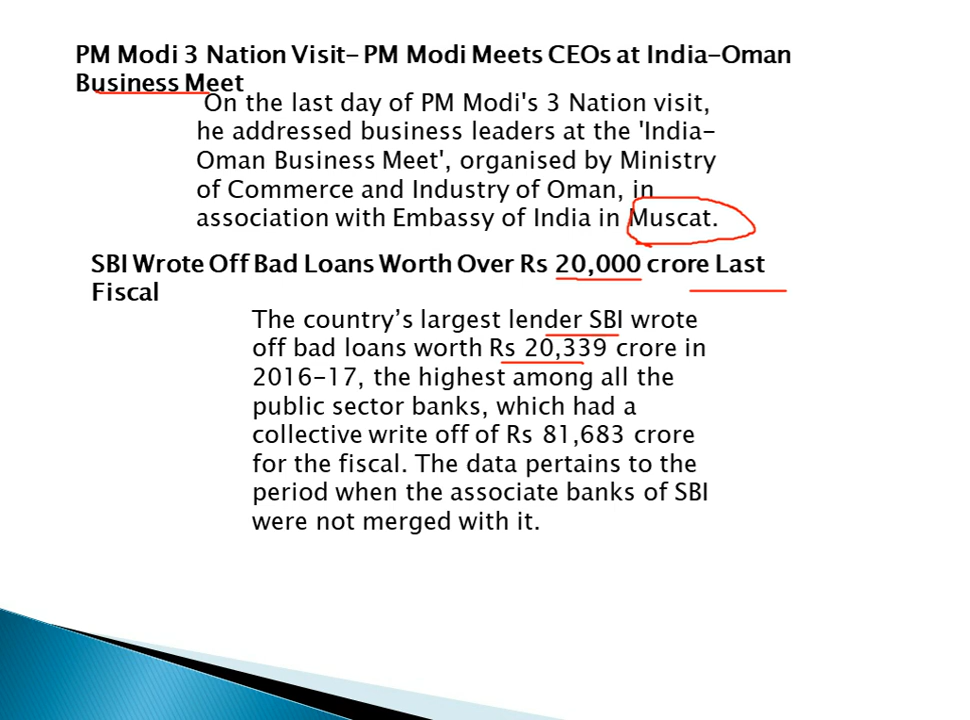 PM Modi 3 Nation Visit- PM Modi Meets CEOs at India-Oman
Business Meet
On the last day of PM Modi's 3 Nation visit,
he addressed business leaders at the 'India-
Oman Business Meet', organised by Ministry
of Commerce and Industry of Oman, in
association with Embassy of India in Muscat.
SBI Wrote Off Bad Loans Worth Over Rs 20,000 crore Last
Fiscal
The country’s largest lender SBI wrote
off bad loans worth Rs 20,339 crore in
2016-17, the highest among all the
public sector banks, which had a
collective write off of Rs 81,683 crore
for the fiscal. The data pertains to the
period when the associate banks of SBI
were not merged with it.